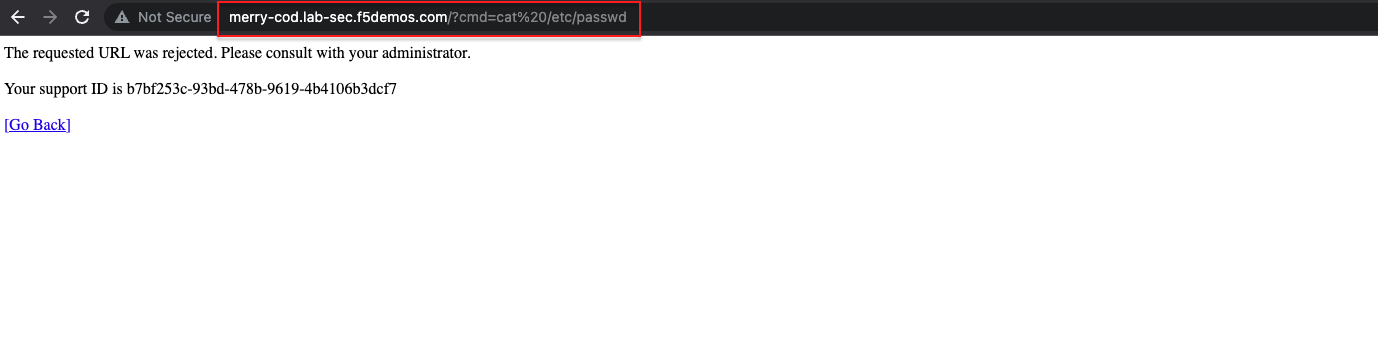 Not Secure merry-cod.lab-sec.f5demos.com/?cmd=cat%20/etc/passwd
The requested URL was rejected. Please consult with your administrator.
Your support ID is b7bf253c-93bd-478b-9619-4b4106b3dcf7
[Go Back]